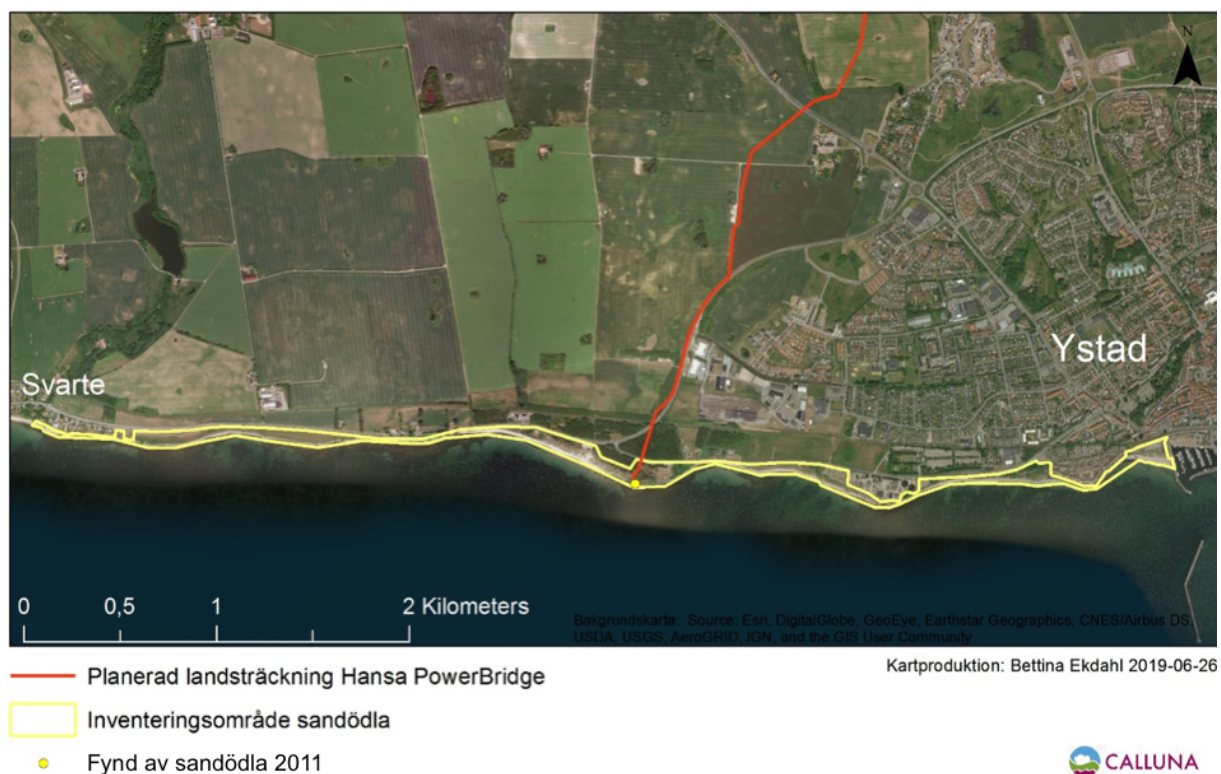 N
Ystad
Svarte
0 0,5 1 2 Kilometers
Bakgrundskarta: Source: Esri, DigitalGlobe, GeoEye, Earthstar Geographics, CNES/Airbus DS,
USDA, USGS, AeroGRID, IGN, and the GIS User Community
Kartproduktion: Bettina Ekdahl 2019-06-26
Planerad landsträckning Hansa PowerBridge
Inventeringsområde sandödla
Fynd av sandödla 2011
CALLUNA